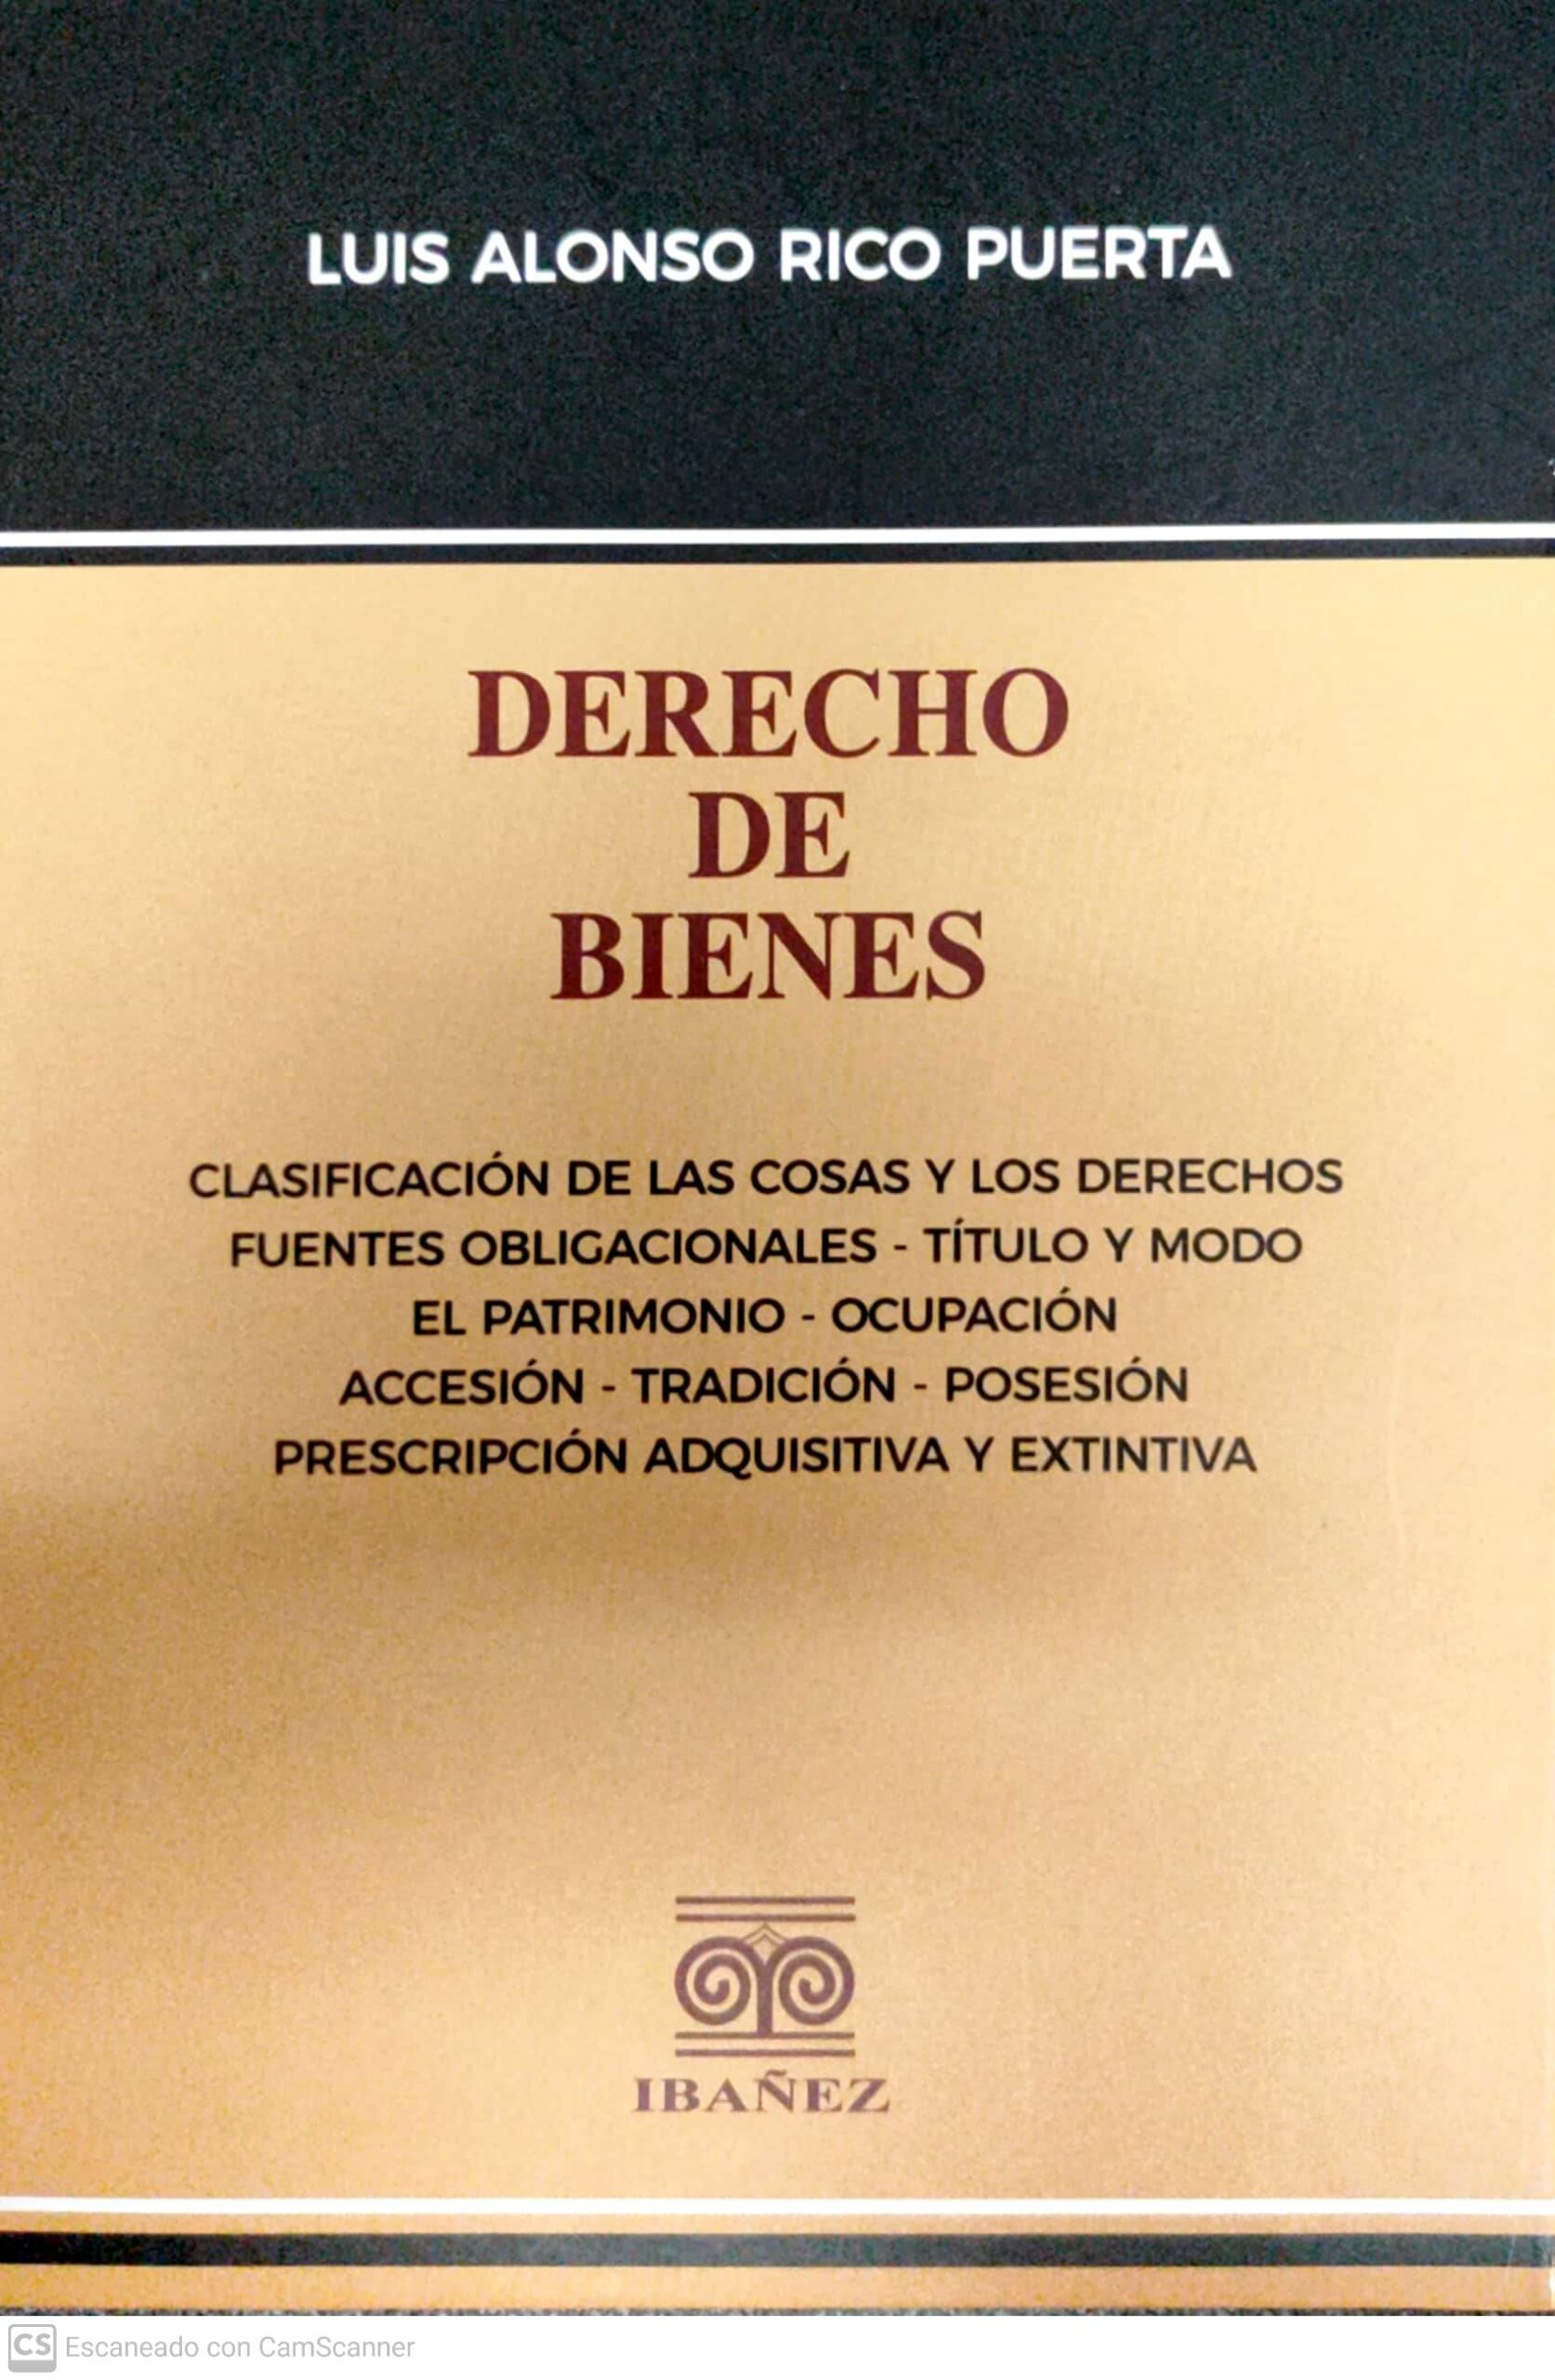 LUIS ALONSO RICO PUERTA
DERECHO
DE
BIENES
CLASIFICACIÓN DE LAS COSAS Y LOS DERECHOS
FUENTES OBLIGACIONALES - TÍTULO Y MODO
EL PATRIMONIO - OCUPACIÓN
ACCESIÓN - TRADICIÓN - POSESIÓN
PRESCRIPCIÓN ADQUISITIVA Y EXTINTIVA
IBAÑEZ
CS Escaneado con CamScanner